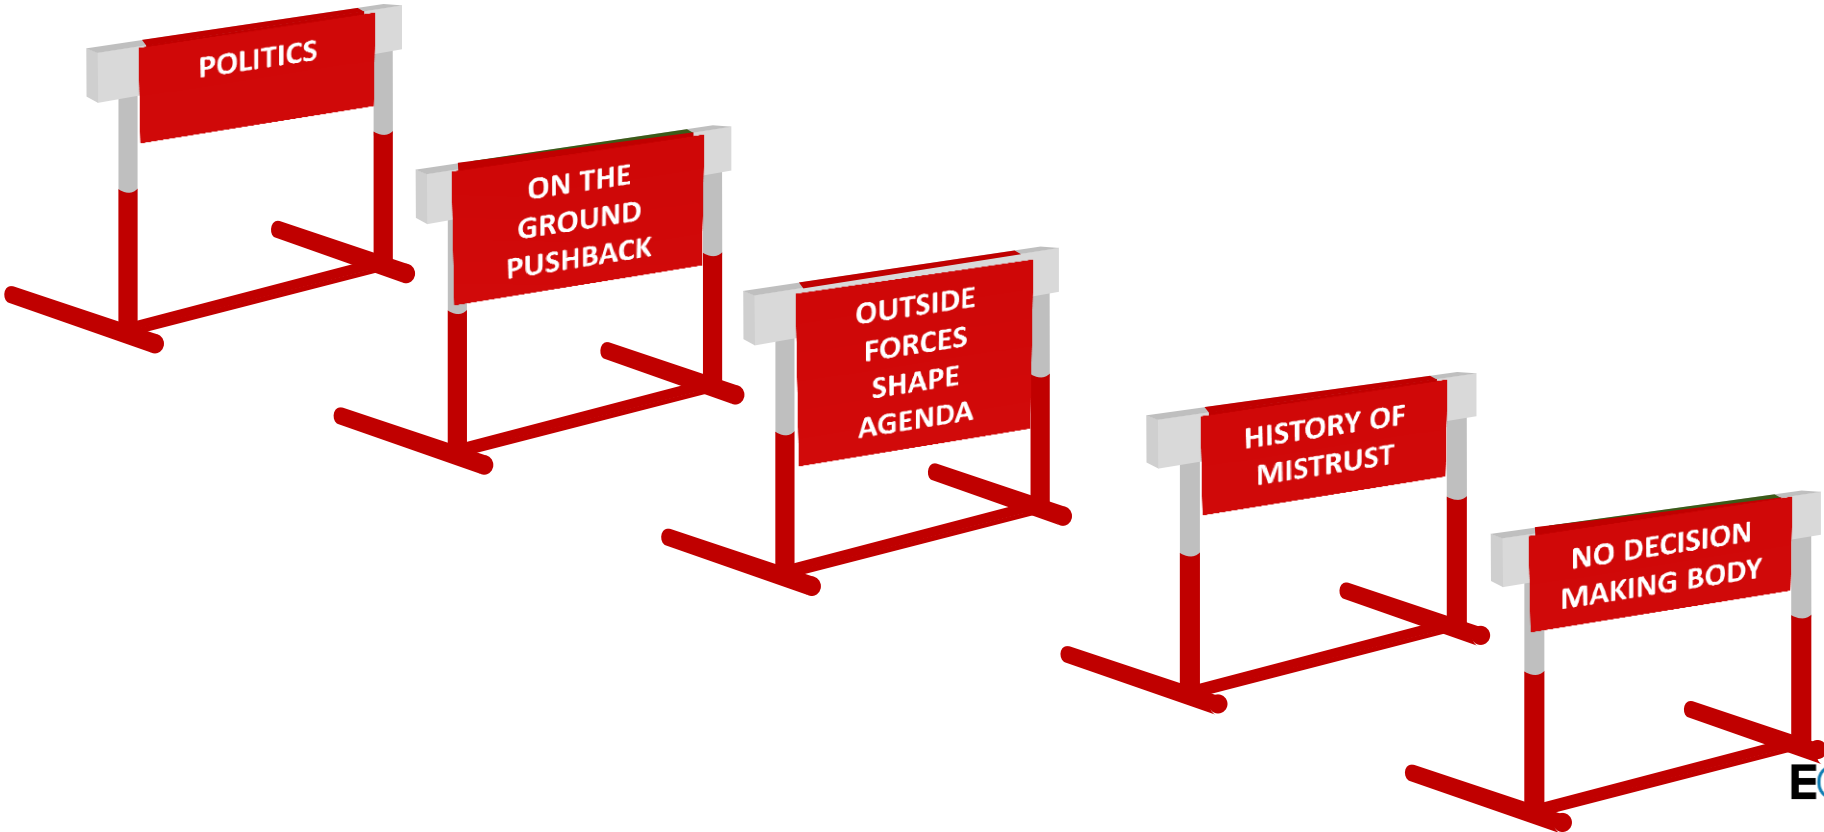 POLITICS
ON THE
GROUND
PUSHBACK
OUTSIDE
FORCES
SHAPE
AGENDA
HISTORY OF
MISTRUST
NO DECISION
MAKING BODY